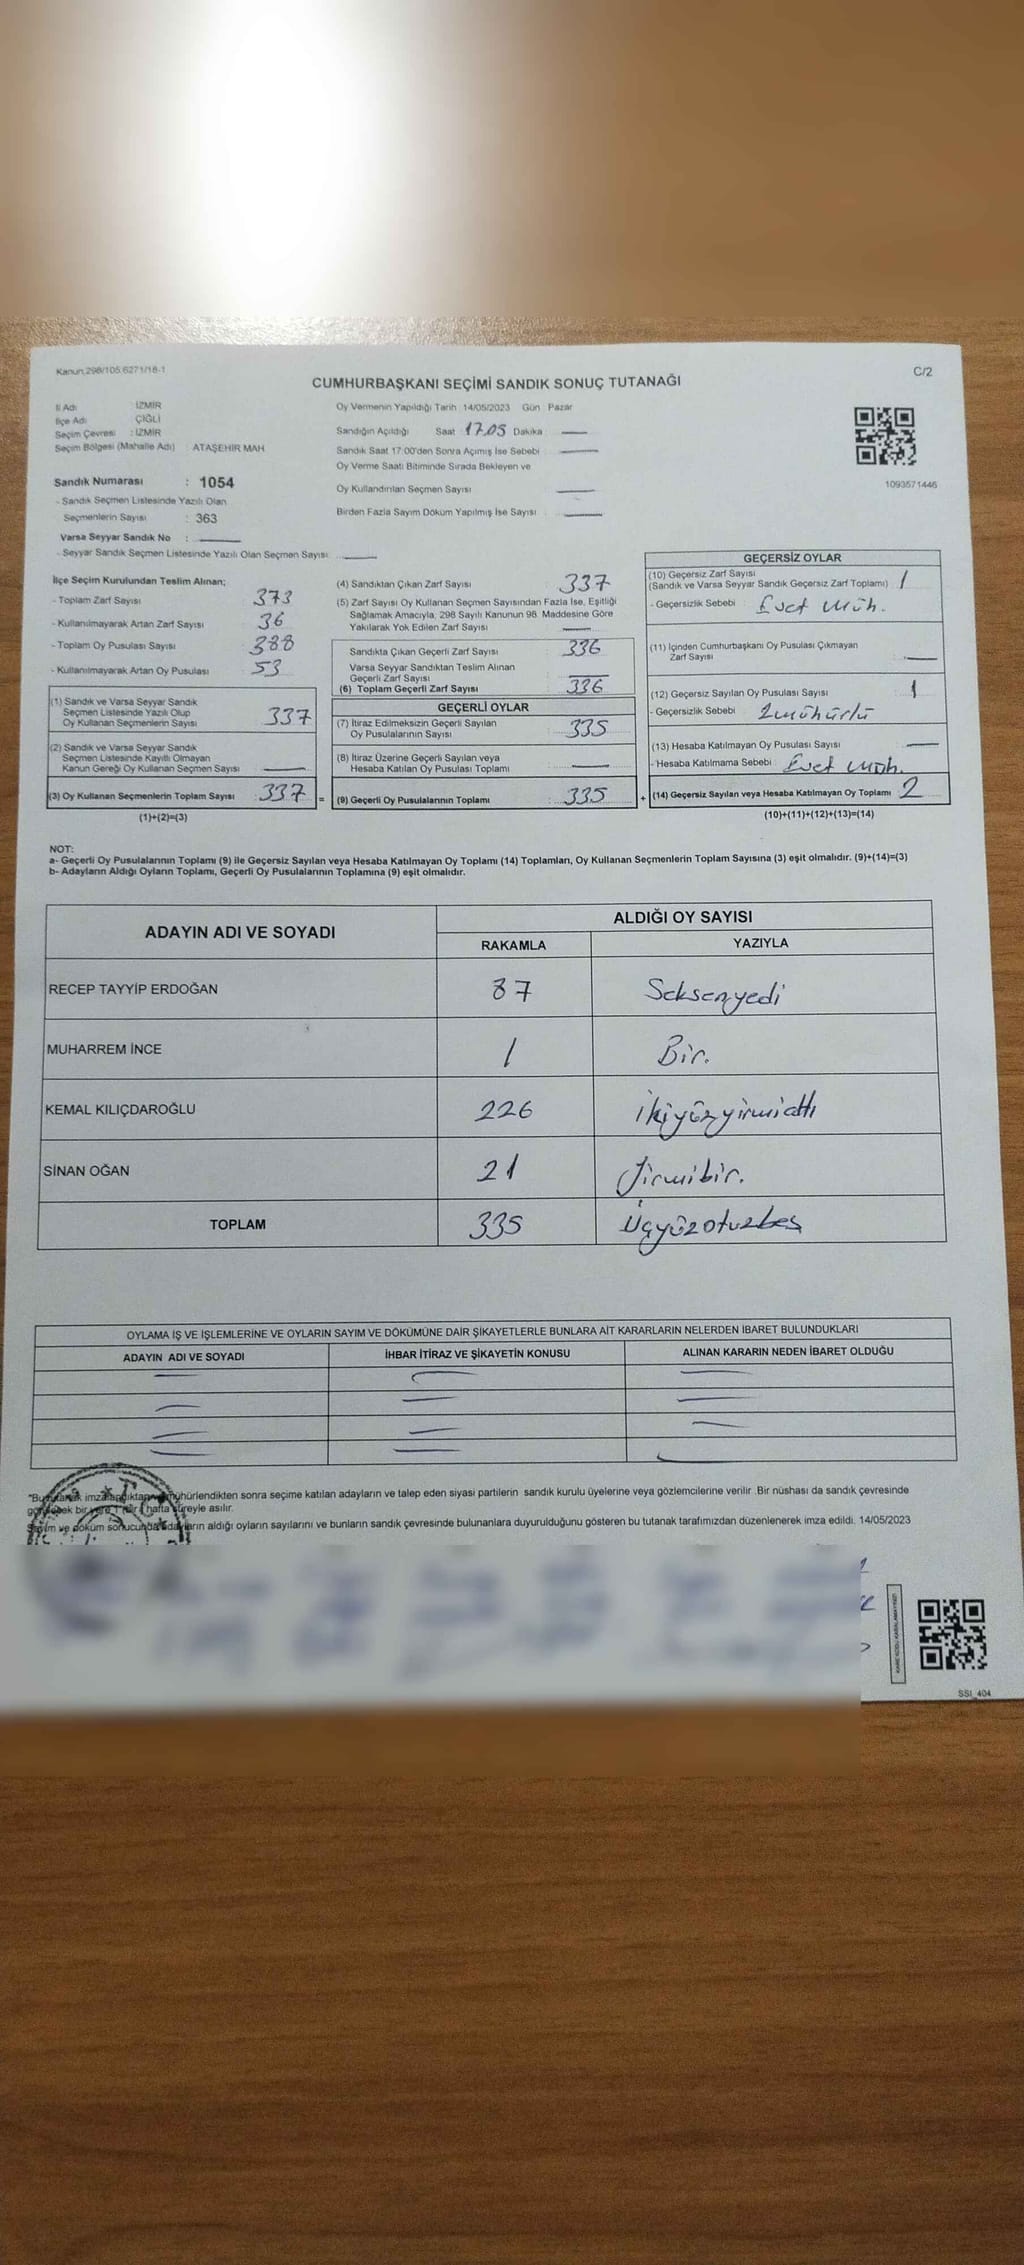 Kanun,298/105,6271/18-1
C/2
CUMHURBAŞKANI SEÇİMİ SANDIK SONUÇ TUTANAĞI
İl Adı : İZMİR
İlçe Adı : ÇİĞLİ
Seçim Çevresi : İZMİR
Seçim Bölgesi (Mahalle Adı) ATAŞEHİR MAH
Sandık Numarası : 1054
- Sandık Seçmen Listesinde Yazılı Olan
Seçmenlerin Sayısı : 363
Varsa Seyyar Sandık No :
- Seyyar Sandık Seçmen Listesinde Yazılı Olan Seçmen Sayısı :
Oy Vermenin Yapıldığı Tarih : 14/05/2023 Gün : Pazar
Sandığın Açıldığı Saat 17.05 Dakika
Sandık Saat 17:00'den Sonra Açımış İse Sebebi :
Oy Verme Saati Bitiminde Sırada Bekleyen ve
Oy Kullandırılan Seçmen Sayısı
Birden Fazla Sayım Döküm Yapılmış İse Sayısı :
1093571446
İlçe Seçim Kurulundan Teslim Alınan;
- Toplam Zarf Sayısı : 373
- Kullanılmayarak Artan Zarf Sayısı : 36
- Toplam Oy Pusulası Sayısı : 388
- Kullanılmayarak Artan Oy Pusulası : 53
(1) Sandık ve Varsa Seyyar Sandık
Seçmen Listesinde Yazılı Olup
Oy Kullanan Seçmenlerin Sayısı : 337
(2) Sandık ve Varsa Seyyar Sandık
Seçmen Listesinde Kayıtlı Olmayan
Kanun Gereği Oy Kullanan Seçmen Sayısı :
(3) Oy Kullanan Seçmenlerin Toplam Sayısı : 337 =
(1)+(2)=(3)
(4) Sandıktan Çıkan Zarf Sayısı : 337
(5) Zarf Sayısı Oy Kullanan Seçmen Sayısından Fazla İse, Eşitliği
Sağlamak Amacıyla, 298 Sayılı Kanunun 98. Maddesine Göre
Yakılarak Yok Edilen Zarf Sayısı :
Sandıkta Çıkan Geçerli Zarf Sayısı : 336
Varsa Seyyar Sandıktan Teslim Alınan
Geçerli Zarf Sayısı :
(6) Toplam Geçerli Zarf Sayısı : 336
GEÇERLİ OYLAR
(7) İtiraz Edilmeksizin Geçerli Sayılan
Oy Pusulalarının Sayısı : 335
(8) İtiraz Üzerine Geçerli Sayılan veya
Hesaba Katılan Oy Pusulası Toplamı :
(9) Geçerli Oy Pusulalarının Toplamı : 335 +
GEÇERSİZ OYLAR
(10) Geçersiz Zarf Sayısı
(Sandık ve Varsa Seyyar Sandık Geçersiz Zarf Toplamı) : 1
- Geçersizlik Sebebi : Evet Müh.
(11) İçinden Cumhurbaşkanı Oy Pusulası Çıkmayan
Zarf Sayısı :
(12) Geçersiz Sayılan Oy Pusulası Sayısı : 1
- Geçersizlik Sebebi : 2mühürlü
(13) Hesaba Katılmayan Oy Pusulası Sayısı :
- Hesaba Katılmama Sebebi : Evet Müh.
(14) Geçersiz Sayılan veya Hesaba Katılmayan Oy Toplamı : 2
(10)+(11)+(12)+(13)=(14)
NOT:
a- Geçerli Oy Pusulalarının Toplamı (9) ile Geçersiz Sayılan veya Hesaba Katılmayan Oy Toplamı (14) Toplamları, Oy Kullanan Seçmenlerin Toplam Sayısına (3) eşit olmalıdır. (9)+(14)=(3)
b- Adayların Aldığı Oyların Toplamı, Geçerli Oy Pusulalarının Toplamına (9) eşit olmalıdır.
ADAYIN ADI VE SOYADI
ALDIĞI OY SAYISI
RAKAMLA YAZIYLA
RECEP TAYYİP ERDOĞAN 87 Seksenyedi
MUHARREM İNCE 1 Bir.
KEMAL KILIÇDAROĞLU 226 ikiyüzyirmialtı
SİNAN OĞAN 21 Yirmibir.
TOPLAM 335 Üçyüzotuzbeş
OYLAMA İŞ VE İŞLEMLERİNE VE OYLARIN SAYIM VE DÖKÜMÜNE DAİR ŞİKAYETLERLE BUNLARA AİT KARARLARIN NELERDEN İBARET BULUNDUKLARI
ADAYIN ADI VE SOYADI İHBAR İTİRAZ VE ŞİKAYETİN KONUSU ALINAN KARARIN NEDEN İBARET OLDUĞU
"Bu tutanak imzalandıktan ve mühürlendikten sonra seçime katılan adayların ve talep eden siyasi partilerin sandık kurulu üyelerine veya gözlemcilerine verilir. Bir nüshası da sandık çevresinde
görülecek bir yere 1 (bir) hafta süreyle asılır.
Sayım ve döküm sonucunda adayların aldığı oyların sayılarını ve bunların sandık çevresinde bulunanlara duyurulduğunu gösteren bu tutanak tarafımızdan düzenlenerek imza edildi. 14/05/2023
SSI_404